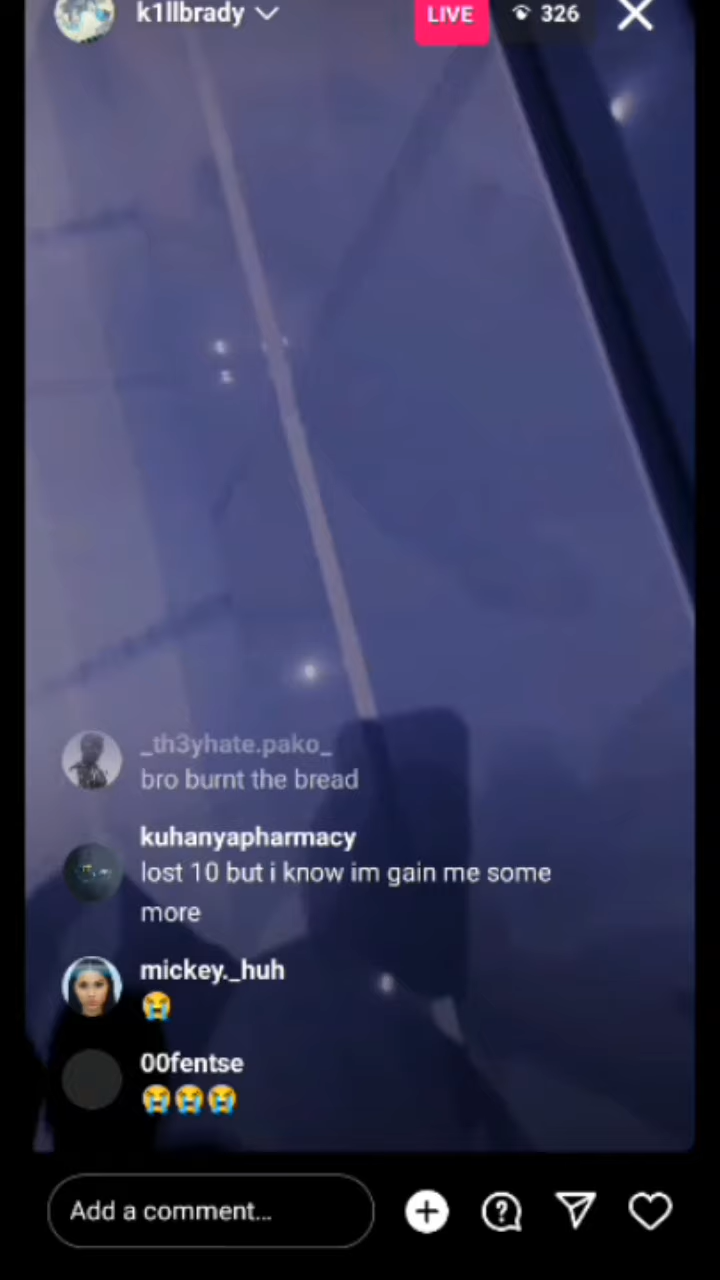 k1llbrady
LIVE
326
_th3yhate.pako_
bro burnt the bread
kuhanyapharmacy
lost 10 but i know im gain me some
more
mickey._huh
😭
00fentse
😭😭😭
Add a comment...